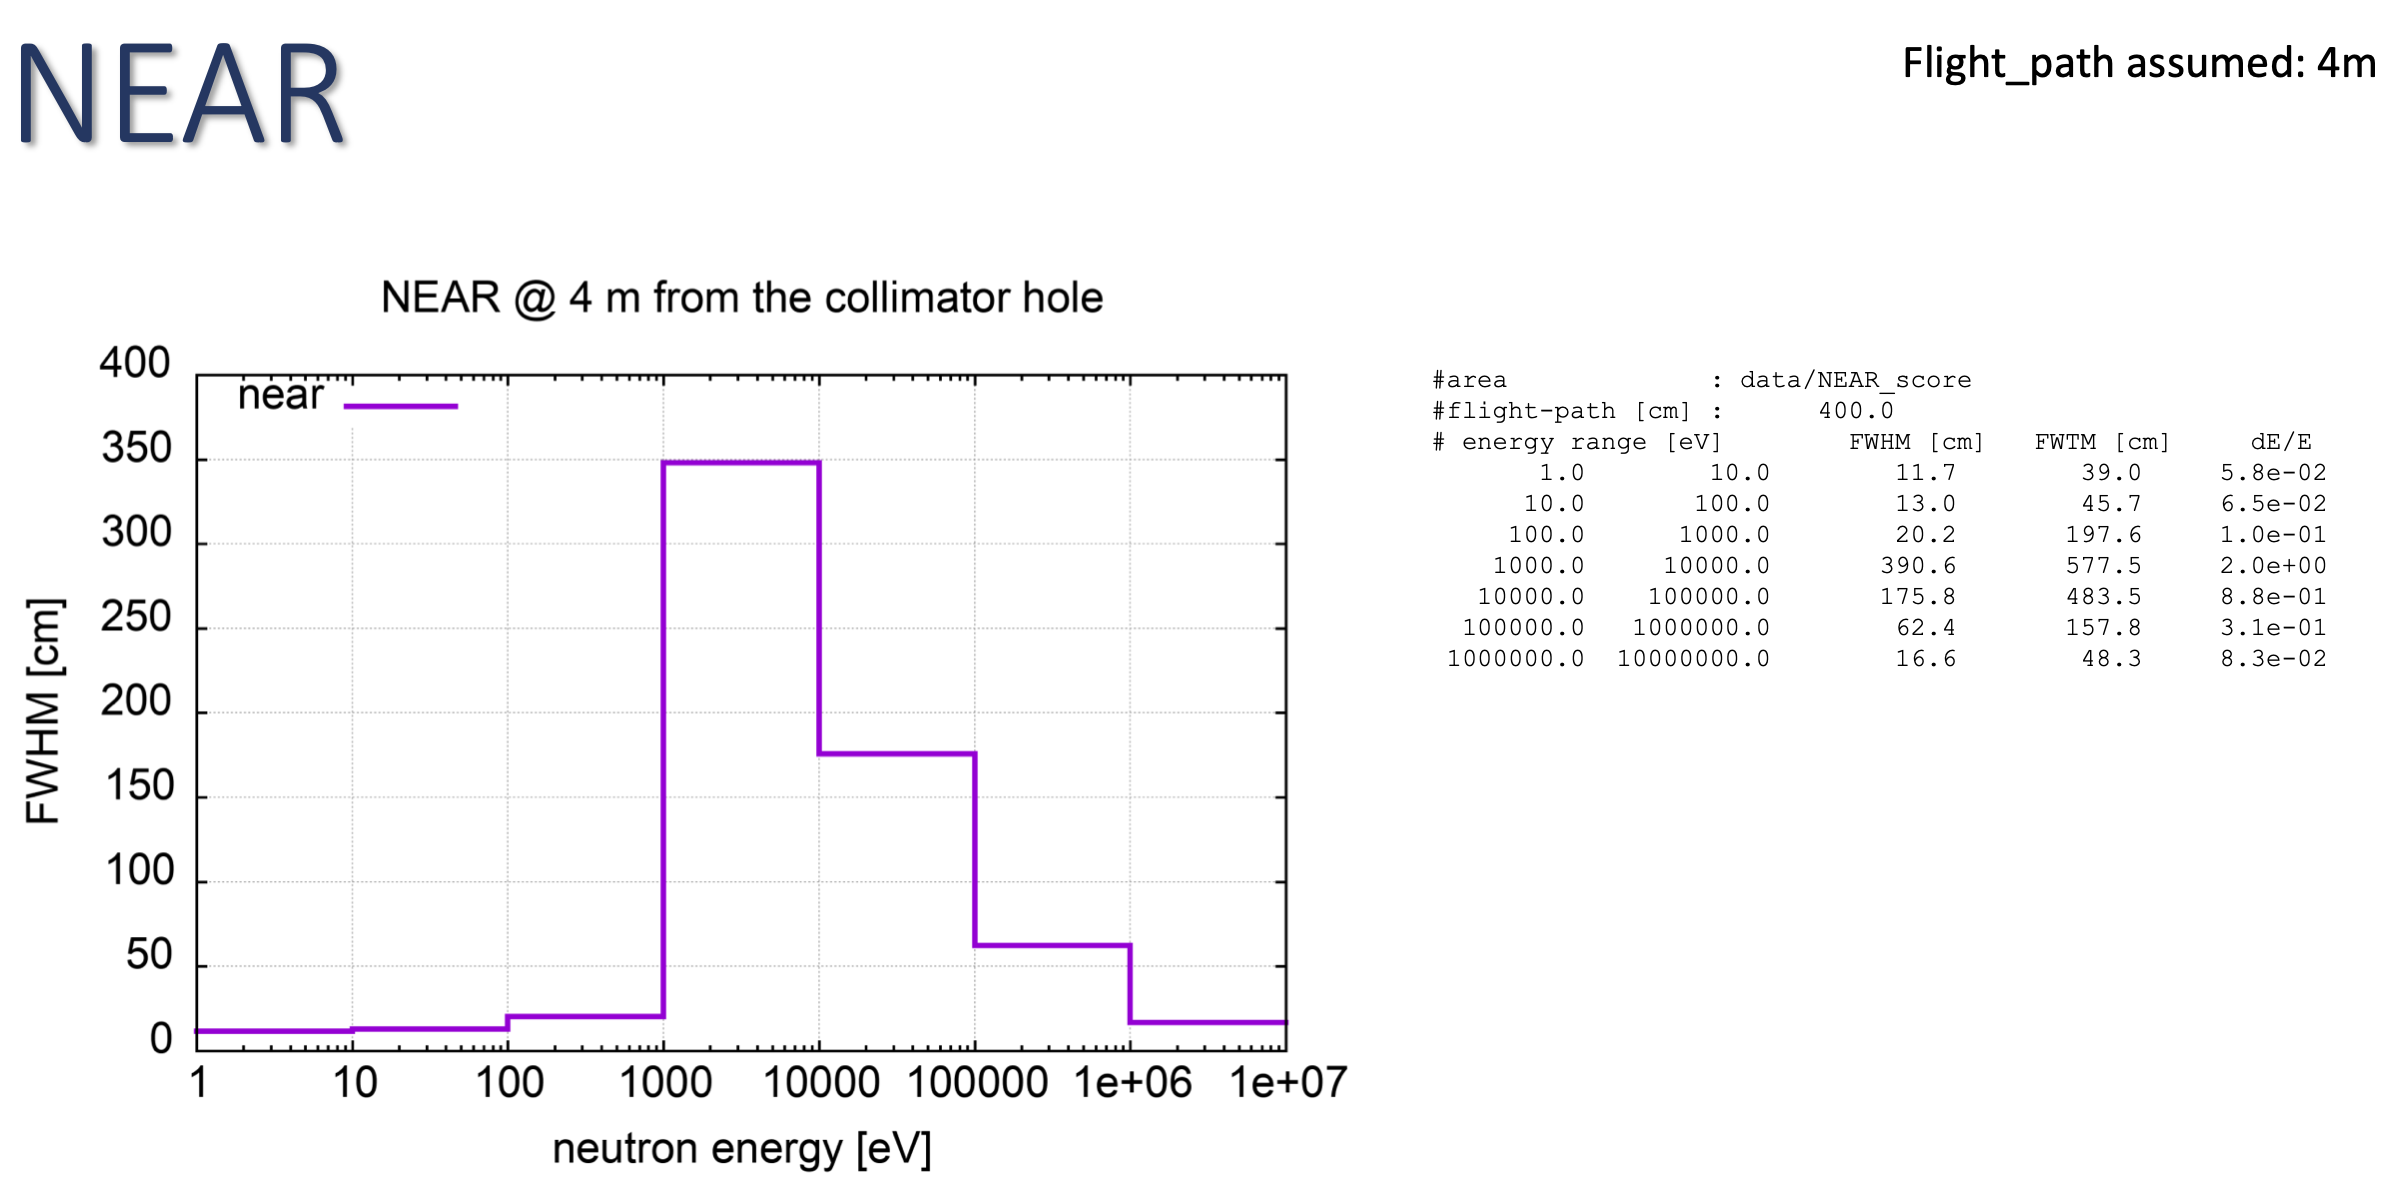 NEAR
Flight_path assumed: 4m
NEAR @ 4 m from the collimator hole
near
400
350
300
250
200
150
100
50
0
FWHM [cm]
1 10 100 1000 10000 100000 1e+06 1e+07
neutron energy [eV]
#area : data/NEAR_score
#flight-path [cm] : 400.0
# energy range [eV] FWHM [cm] FWTM [cm] dE/E
1.0 10.0 11.7 39.0 5.8e-02
10.0 100.0 13.0 45.7 6.5e-02
100.0 1000.0 20.2 197.6 1.0e-01
1000.0 10000.0 390.6 577.5 2.0e+00
10000.0 100000.0 175.8 483.5 8.8e-01
100000.0 1000000.0 62.4 157.8 3.1e-01
1000000.0 10000000.0 16.6 48.3 8.3e-02